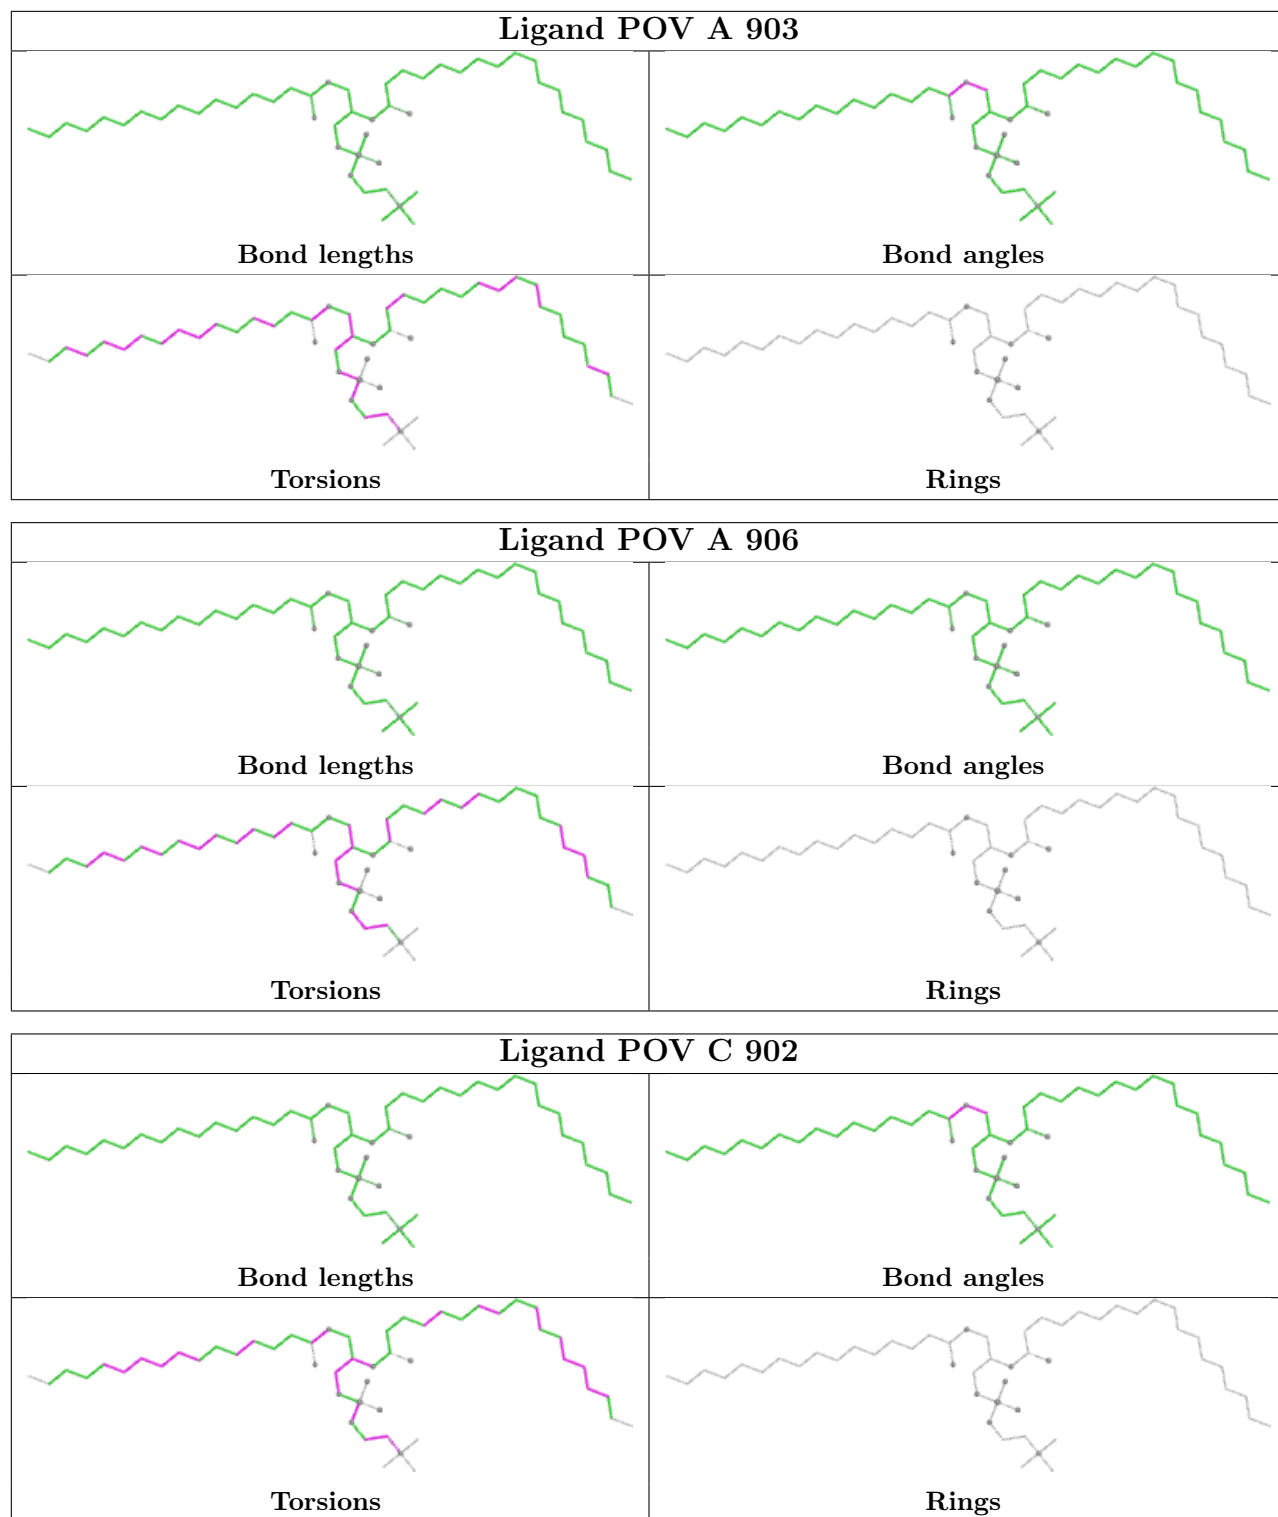 Ligand POV A 903
Bond lengths
Bond angles
Torsions
Rings
Ligand POV A 906
Bond lengths
Bond angles
Torsions
Rings
Ligand POV C 902
Bond lengths
Bond angles
Torsions
Rings